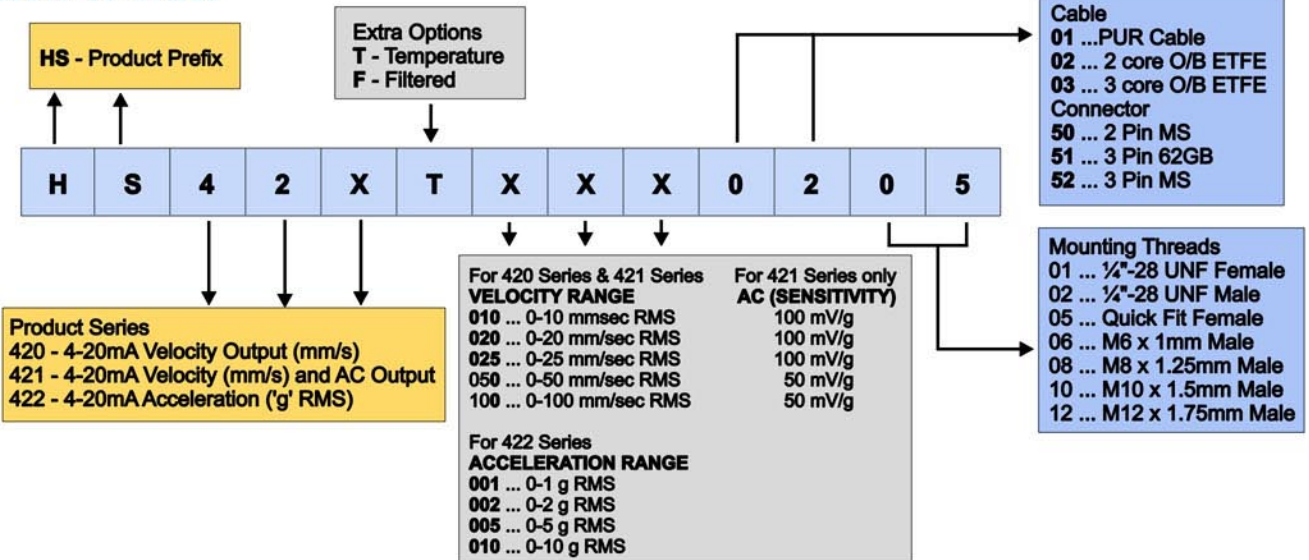 HS - Product Prefix
Extra Options
T - Temperature
F - Filtered
Cable
01 ...PUR Cable
02 ... 2 core O/B ETFE
03 ... 3 core O/B ETFE
Connector
50 ... 2 Pin MS
51 ... 3 Pin 62GB
52 ... 3 Pin MS
H S 4 2 X T X X X 0 2 0 5
Product Series
420 - 4-20mA Velocity Output (mm/s)
421 - 4-20mA Velocity (mm/s) and AC Output
422 - 4-20mA Acceleration ('g' RMS)
For 420 Series & 421 Series For 421 Series only
VELOCITY RANGE AC (SENSITIVITY)
010 ... 0-10 mmsec RMS 100 mV/g
020 ... 0-20 mm/sec RMS 100 mV/g
025 ... 0-25 mm/sec RMS 100 mV/g
050 ... 0-50 mm/sec RMS 50 mV/g
100 ... 0-100 mm/sec RMS 50 mV/g
For 422 Series
ACCELERATION RANGE
001 ... 0-1 g RMS
002 ... 0-2 g RMS
005 ... 0-5 g RMS
010 ... 0-10 g RMS
Mounting Threads
01 ... ¼"-28 UNF Female
02 ... ¼"-28 UNF Male
05 ... Quick Fit Female
06 ... M6 x 1mm Male
08 ... M8 x 1.25mm Male
10 ... M10 x 1.5mm Male
12 ... M12 x 1.75mm Male